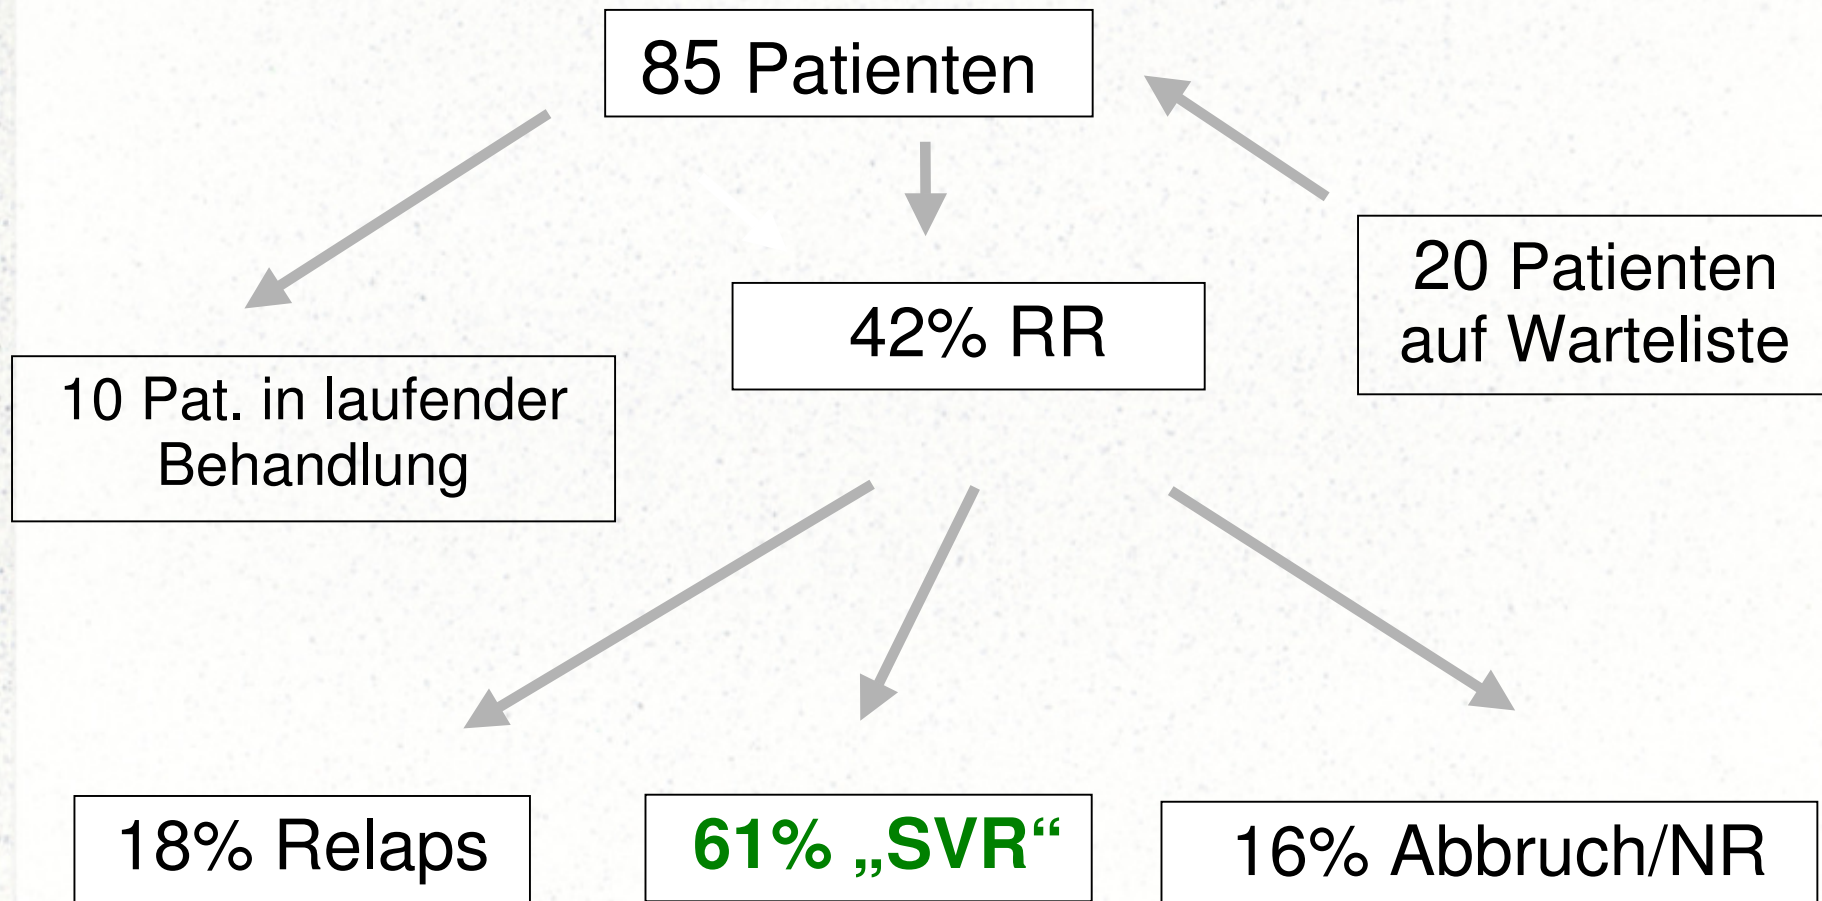 85 Patienten
20 Patienten
auf Warteliste
42% RR
10 Pat. in laufender
Behandlung
18% Relaps
61% „SVR“
16% Abbruch/NR